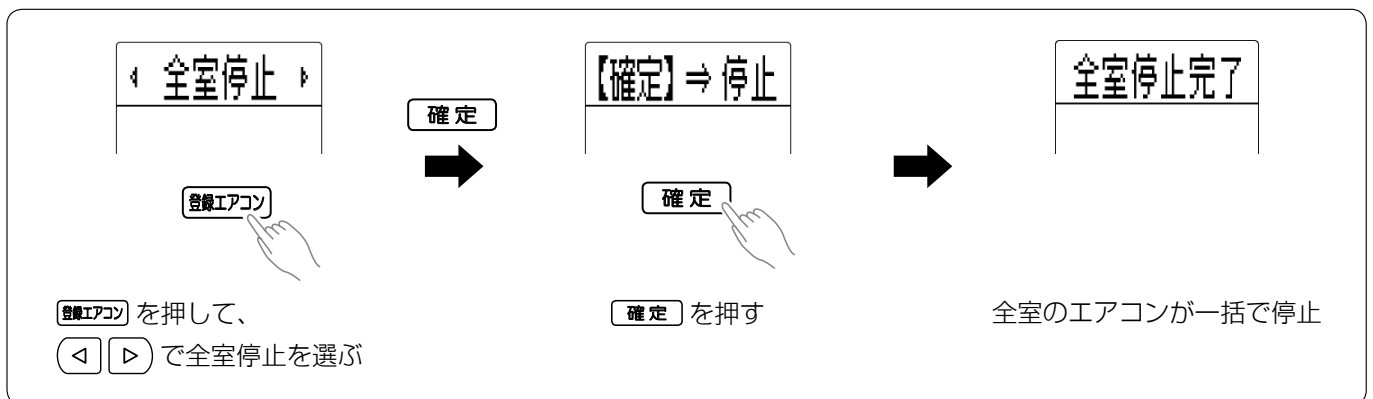 全室停止
登録エアコン
登録エアコン を押して、
で全室停止を選ぶ
確定
【確定】⇒停止
確定
確定 を押す
全室停止完了
全室のエアコンが一括で停止